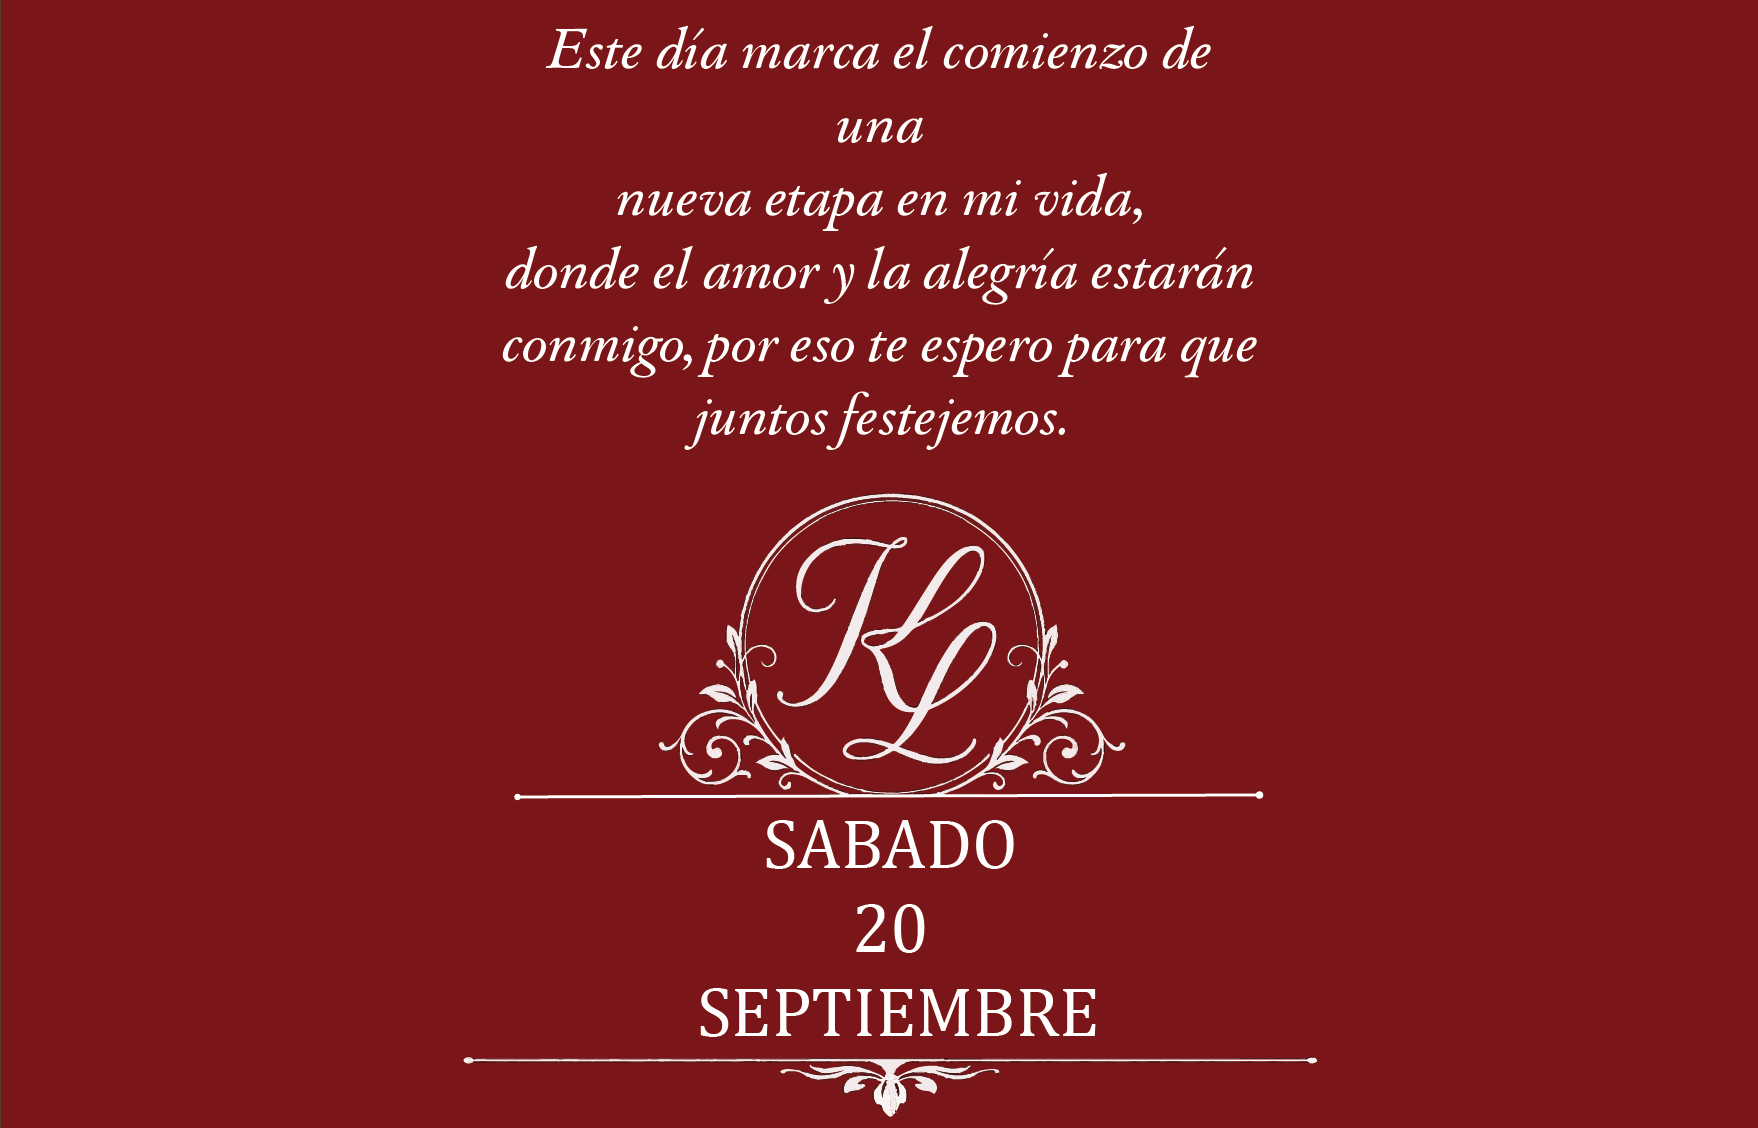 Este día marca el comienzo de
una
nueva etapa en mi vida,
donde el amor y la alegría estarán
conmigo, por eso te espero para que
juntos festejemos.
KL
SABADO
20
SEPTIEMBRE